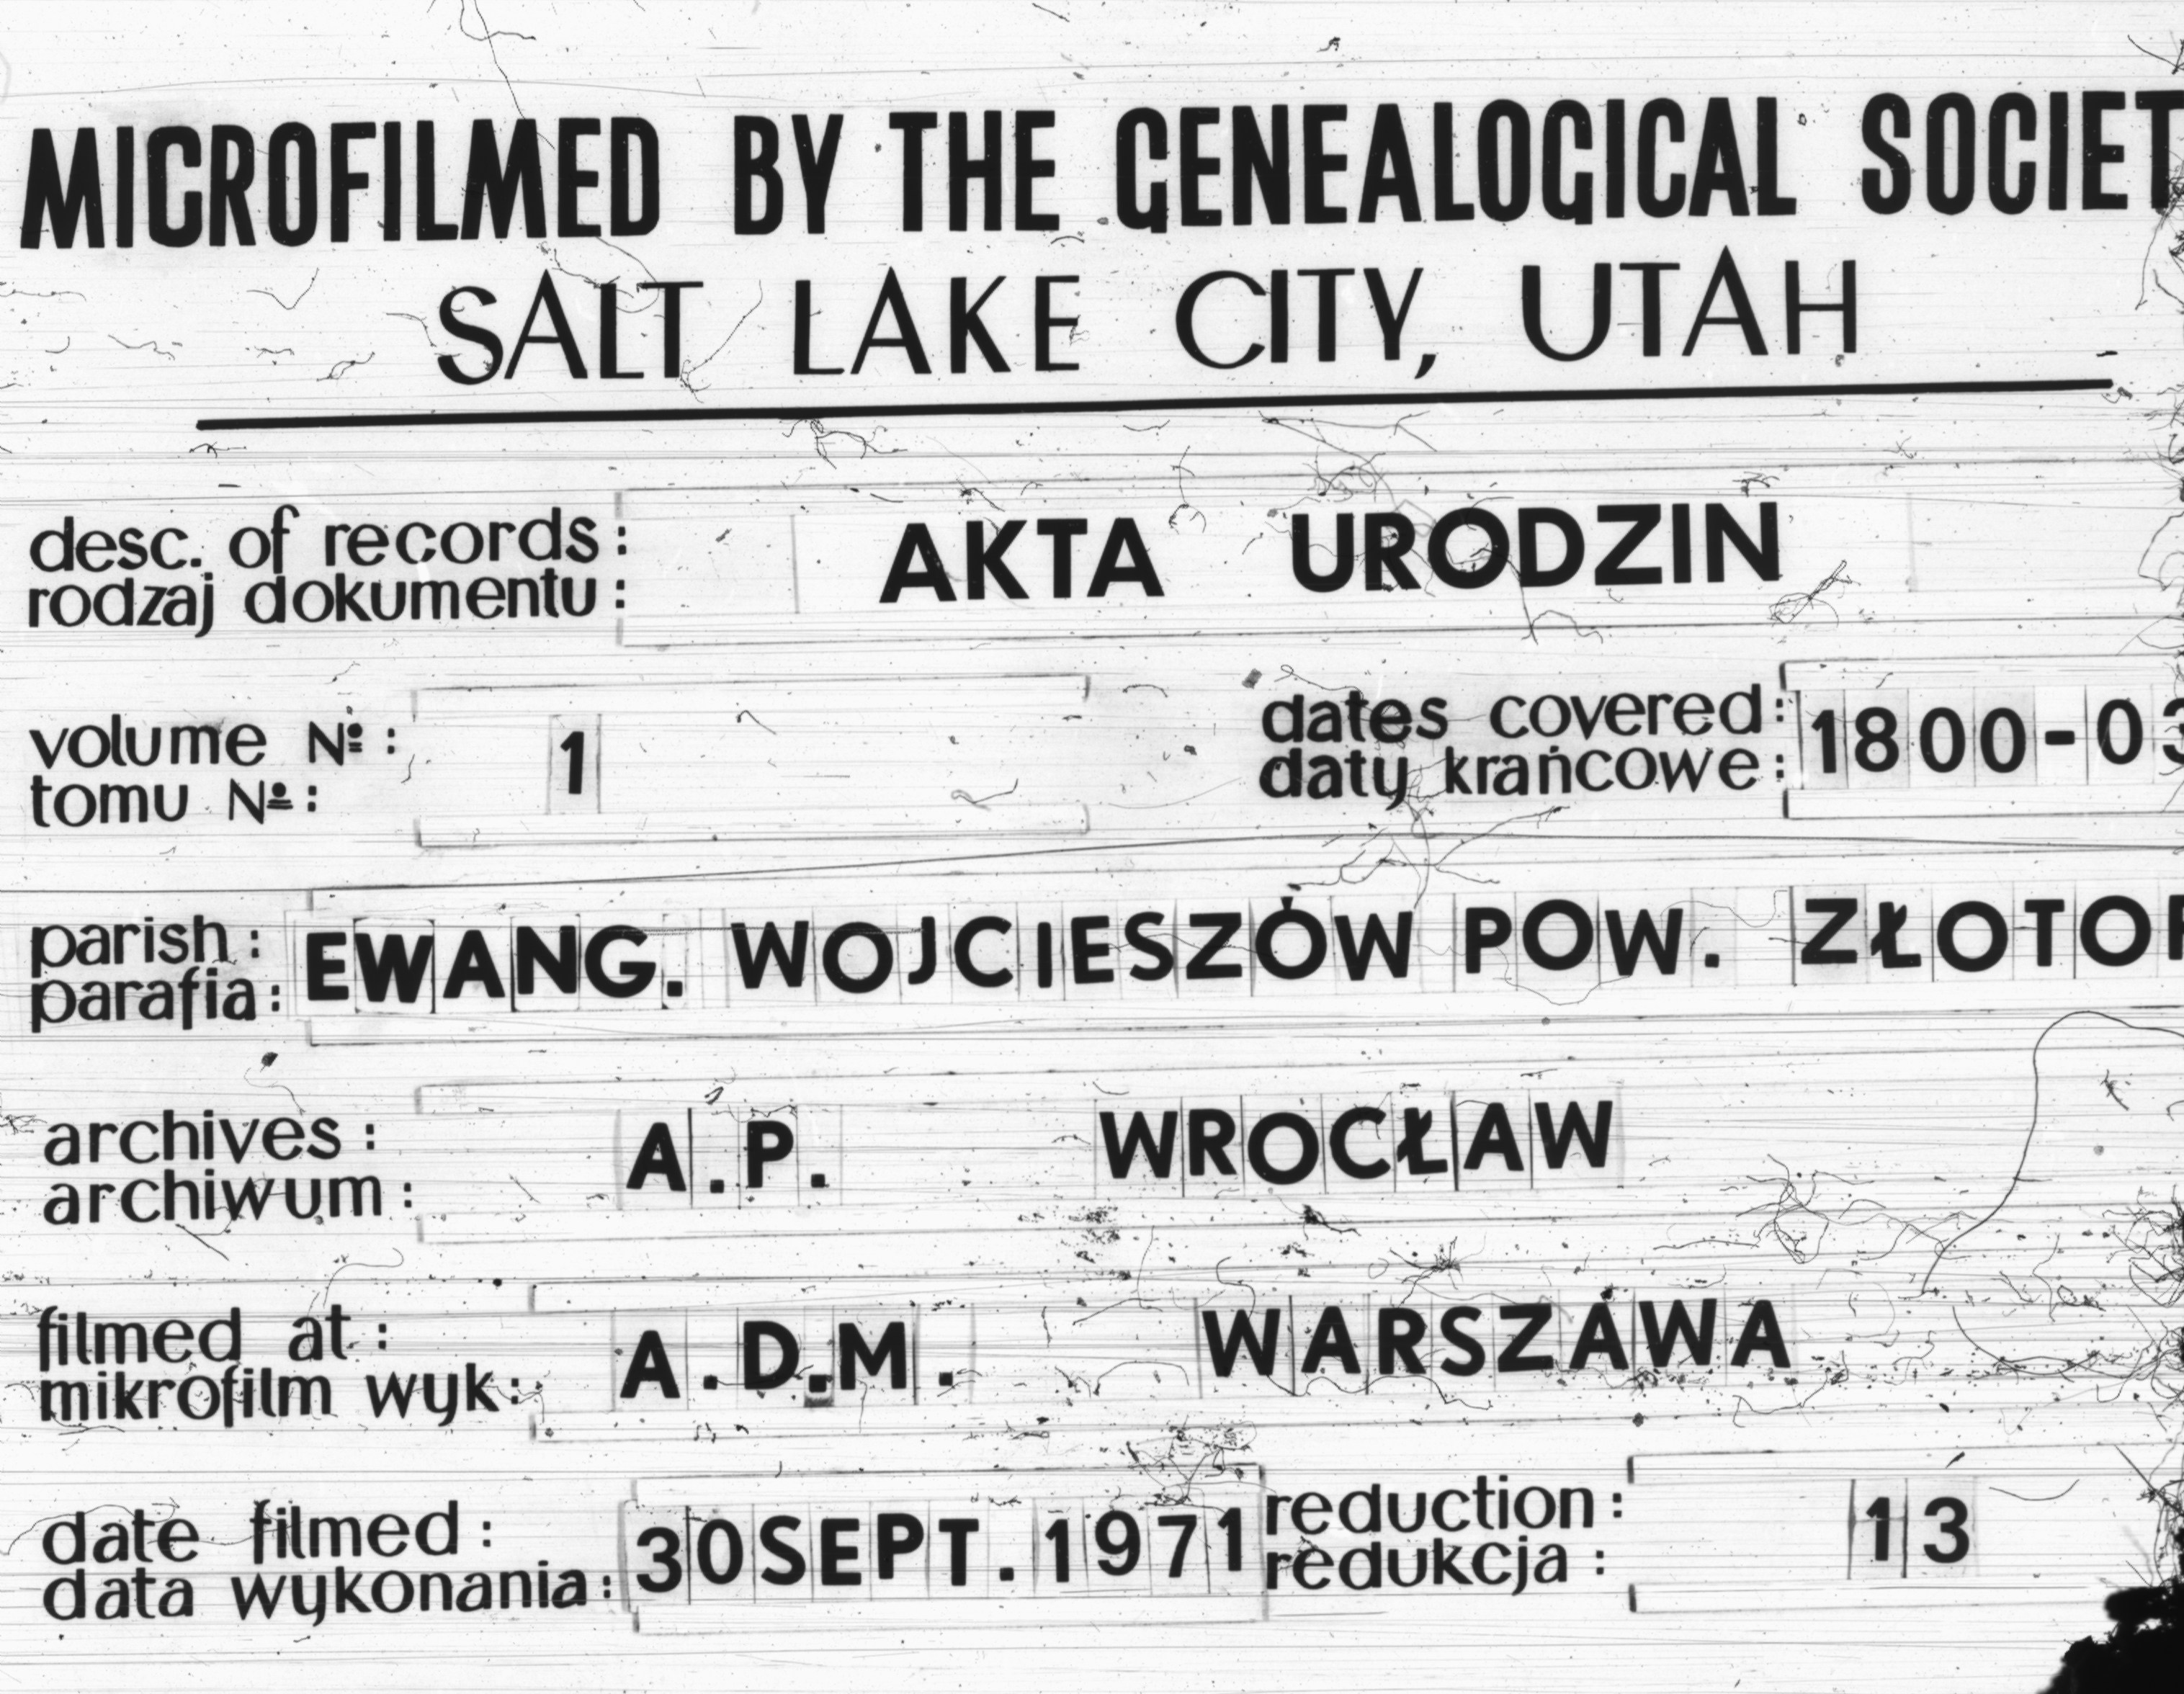 MICROFILMED BY THE GENEALOGICAL SOCIET
SALT LAKE CITY, UTAH
desc. of records: AKTA URODZIN
rodzaj dokumentu:
volume Nº: 1
tomu Nº:
dates covered: 1800-03
daty krańcowe:
parish: EWANG. WOJCIESZÓW POW. ZŁOTOR
parafia:
archives: A.P. WROCŁAW
archiwum:
filmed at: A.D.M. WARSZAWA
mikrofilm wyk:
date filmed: 30SEPT.1971
data wykonania:
reduction: 13
redukcja: